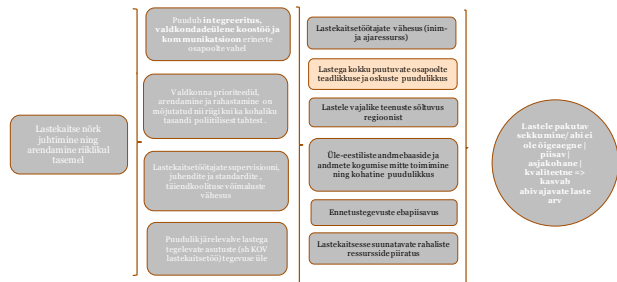 Lastekaitse nõrk
juhtimine ning
arendamine riiklikul
tasemel
Puudub integreeritus,
valdkondadeülene koostöö ja
kommunikatsioon erinevte
osapoolte vahel
Valdkonna prioriteedid,
arendamine ja rahastamine on
mõjutatud nii riigi kui ka kohaliku
tasandi poliitilisest tahtest.
Lastekaitsetöötajate supervisiooni,
juhendite ja standardite,
täiendkoolituse võimaluste
vähesus
Puudulik järelevalve lastega
tegelevate asutuste (sh KOV
lastekaitsetöö) tegevuse üle
Lastekaitsetöötajate vähesus (inim-
ja ajaressurss)
Lastega kokku puutuvate osapoolte
teadlikkuse ja oskuste puudulikkus
Lastele vajalike teenuste sõltuvus
regioonist
Üle-eestiliste andmebaaside ja
andmete kogumise mitte toimimine
ning kohatine puudulikkus
Ennetustegevuste ebapiisavus
Lastekaitsesse suunatavate rahaliste
ressursside piiratus
Lastele pakutav
sekkumine/abi ei
ole õigeaegne |
piisav |
asjakohane |
kvaliteetne =>
kasvab
abivajavate laste
arv